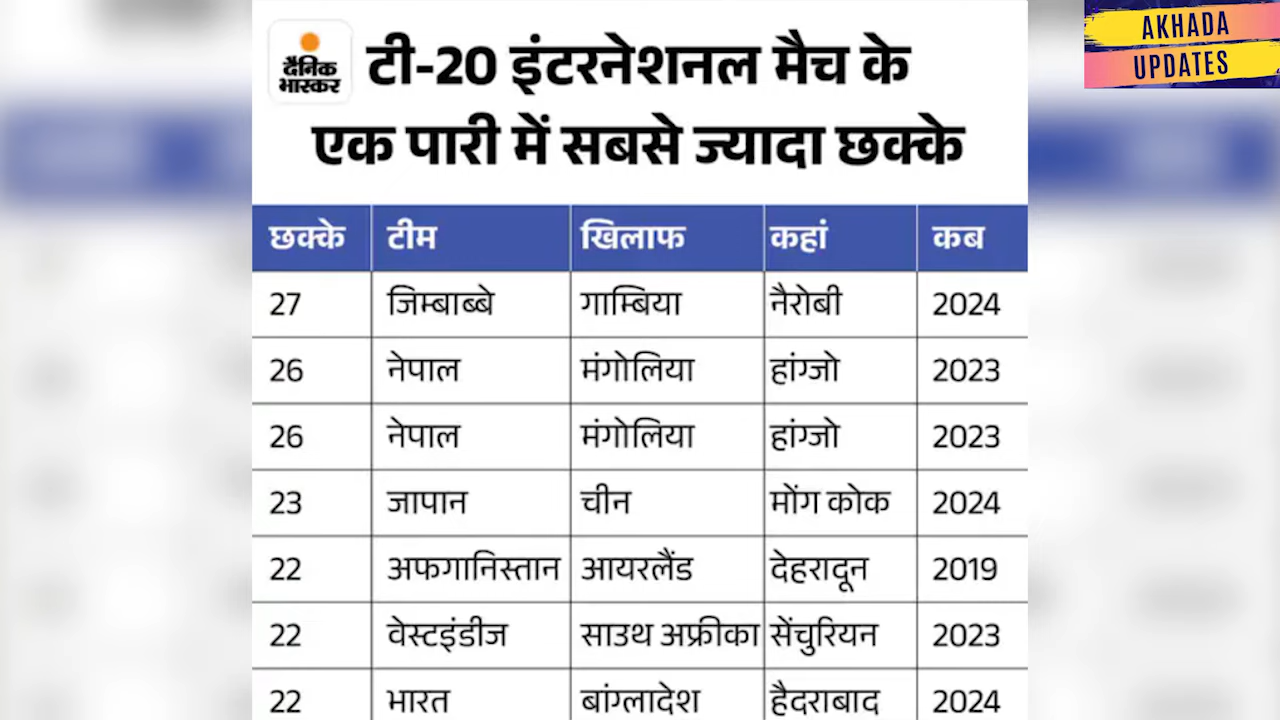 AKHADA
UPDATES
दैनिक
भास्कर
टी-20 इंटरनेशनल मैच के
एक पारी में सबसे ज्यादा छक्के
छक्के टीम खिलाफ कहां कब
27 जिम्बाब्बे गाम्बिया नैरोबी 2024
26 नेपाल मंगोलिया हांग्जो 2023
26 नेपाल मंगोलिया हांग्जो 2023
23 जापान चीन मोंग कोक 2024
22 अफगानिस्तान आयरलैंड देहरादून 2019
22 वेस्टइंडीज साउथ अफ्रीका सेंचुरियन 2023
22 भारत बांग्लादेश हैदराबाद 2024